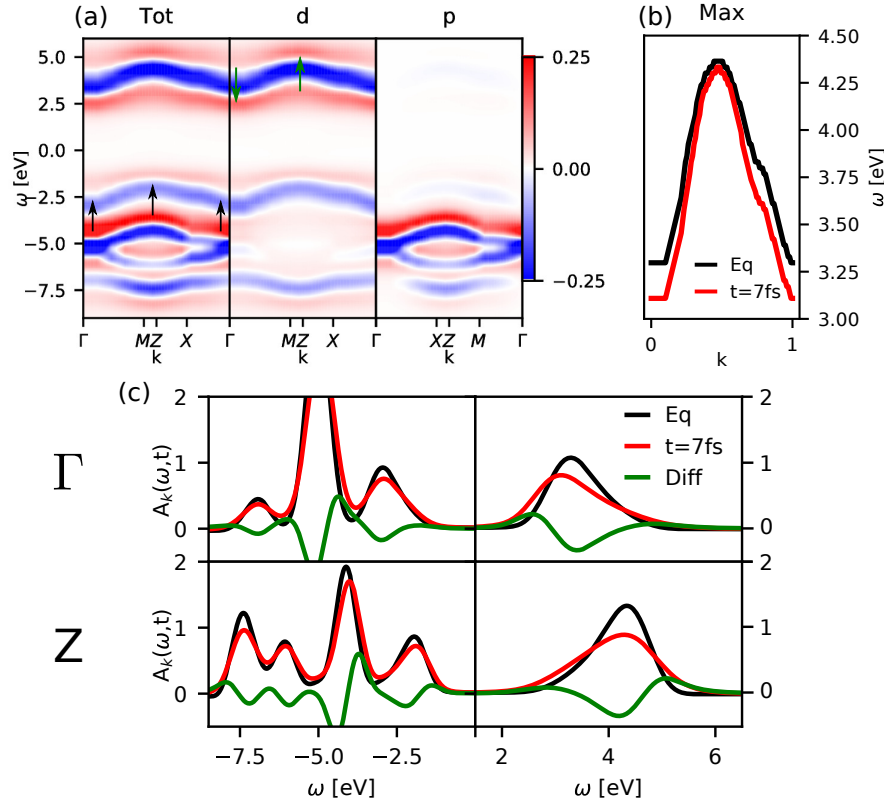 (a) Tot d p
5.0
2.5
0.0
−2.5
−5.0
−7.5
ω [eV]
Γ MZ X Γ MZ X Γ XZ M Γ
k k k
0.25
0.00
−0.25
(b) Max
4.50
4.25
4.00
3.75
3.50
3.25
3.00
ω [eV]
Eq
t=7fs
0 1
k
(c)
Γ
A_k(ω,t)
2
1
0
2
1
0
Eq
t=7fs
Diff
Z
A_k(ω,t)
2
1
0
2
1
0
−7.5 −5.0 −2.5 2 4 6
ω [eV] ω [eV]